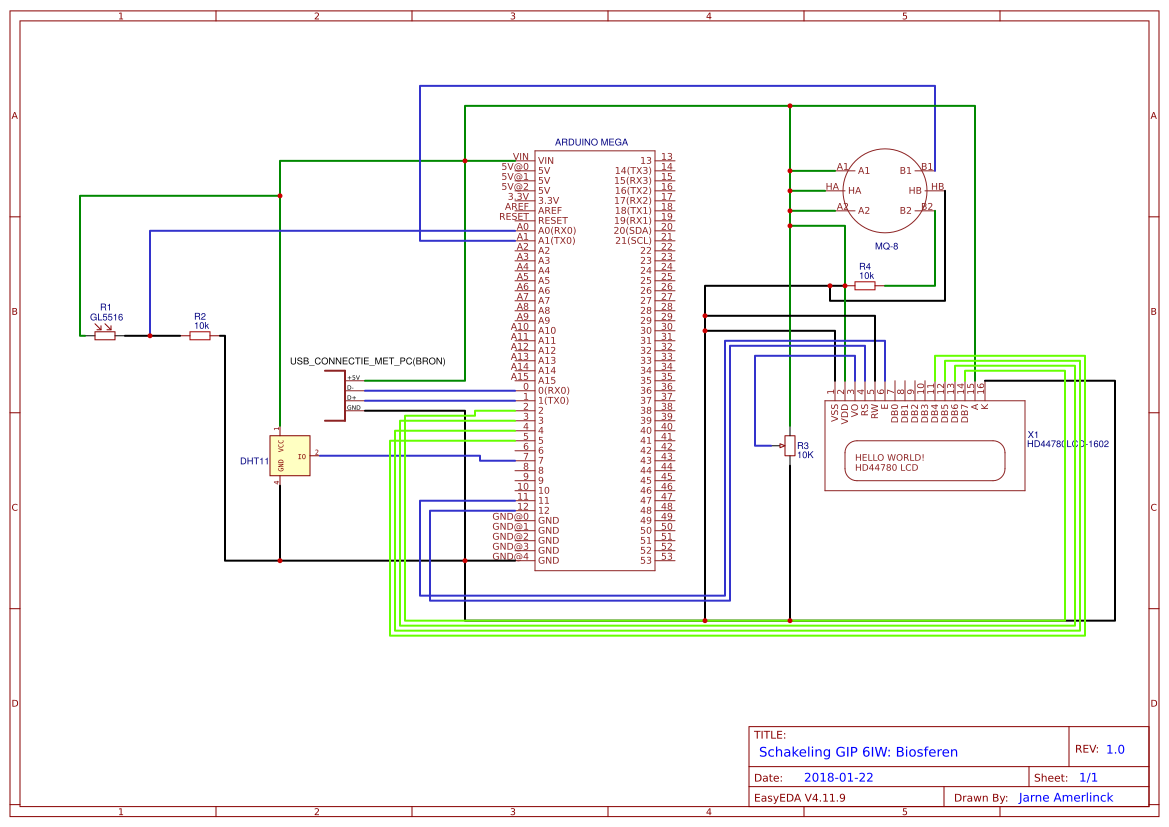 1 2 3 4 5
A A
ARDUINO MEGA
VIN VIN 13 13
5V@0 5V 14(TX3) 14
5V@1 5V 15(RX3) 15
5V@2 5V 16(TX2) 16
3.3V 3.3V 17(RX2) 17
AREF AREF 18(TX1) 18
RESET RESET 19(RX1) 19
A0 A0(RX0) 20(SDA) 20
A1 A1(TX0) 21(SCL) 21
A2 A2 22 22
A3 A3 23 23
A4 A4 24 24
A5 A5 25 25
A6 A6 26 26
A7 A7 27 27
A8 A8 28 28
A9 A9 29 29
A10 A10 30 30
A11 A11 31 31
A12 A12 32 32
A13 A13 33 33
A14 A14 34 34
A15 A15 35 35
0 0(RX0) 36 36
1 1(TX0) 37 37
2 2 38 38
3 3 39 39
4 4 40 40
5 5 41 41
6 6 42 42
7 7 43 43
8 8 44 44
9 9 45 45
10 10 46 46
11 11 47 47
12 12 48 48
GND@0 GND 49 49
GND@1 GND 50 50
GND@2 GND 51 51
GND@3 GND 52 52
GND@4 GND 53 53
A1 A1 B1 B1
HA HA HB HB
A2 A2 B2 B2
MQ-8
R4
10k
B B
R1
GL5516
R2
10k
USB_CONNECTIE_MET_PC(BRON)
+5V
D-
D+
GND
1 2 3 4 5 6 7 8 9 10 11 12 13 14 15 16
VSS VDD VO RS RW E DB0 DB1 DB2 DB3 DB4 DB5 DB6 DB7 A K
X1
HD44780LCD-1602
HELLO WORLD!
HD44780 LCD
R3
10K
DHT11
1
VCC
IO 2
GND
4
C C
D D
TITLE:
Schakeling GIP 6IW: Biosferen
REV: 1.0
Date: 2018-01-22
Sheet: 1/1
EasyEDA V4.11.9
Drawn By: Jarne Amerlinck
1 2 3 4 5